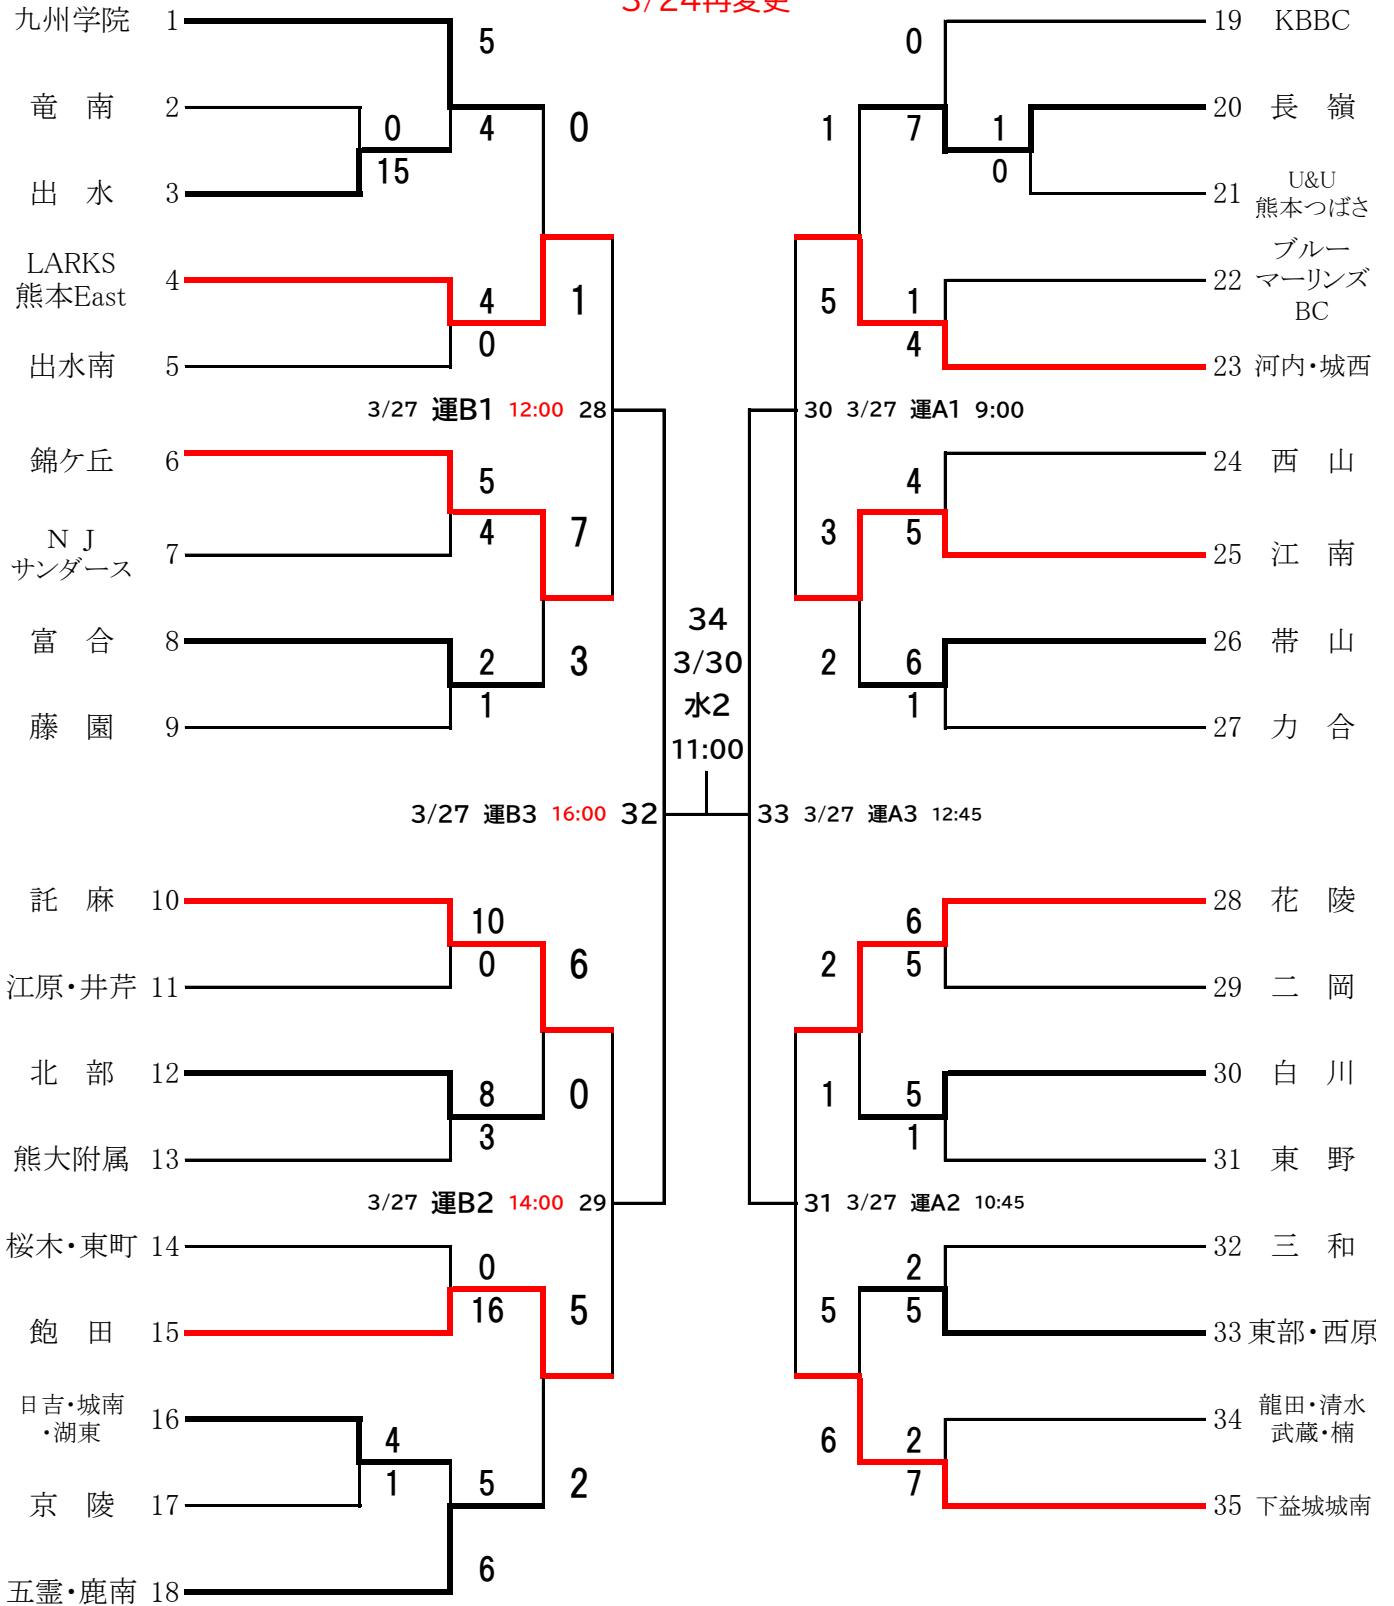 3/24再変更
九州学院 1
5
竜 南 2
0
4
0
15
出 水 3
LARKS
熊本East
4
4
1
0
出水南 5
3/27 運B1 12:00 28
錦ケ丘 6
5
4
7
N J
サンダース
7
富 合 8
2
3
1
藤 園 9
3/27 運B3 16:00 32
託 麻 10
10
0
6
江原・井芹 11
北 部 12
8
0
3
熊大附属 13
3/27 運B2 14:00 29
桜木・東町 14
0
16
5
飽 田 15
日吉・城南
・湖東
16
4
1
5
2
京 陵 17
6
五霊・鹿南 18
34
3/30
水2
11:00
19 KBBC
0
20 長 嶺
1
7
1
0
21 U&U
熊本つばさ
22 ブルー
マーリンズ
BC
5
1
4
23 河内・城西
30 3/27 運A1 9:00
24 西 山
4
3
5
25 江 南
26 帯 山
2
6
1
27 力 合
33 3/27 運A3 12:45
28 花 陵
6
2
5
29 二 岡
30 白 川
1
5
1
31 東 野
31 3/27 運A2 10:45
32 三 和
2
5
5
33 東部・西原
34 龍田・清水
武蔵・楠
6
2
7
35 下益城城南